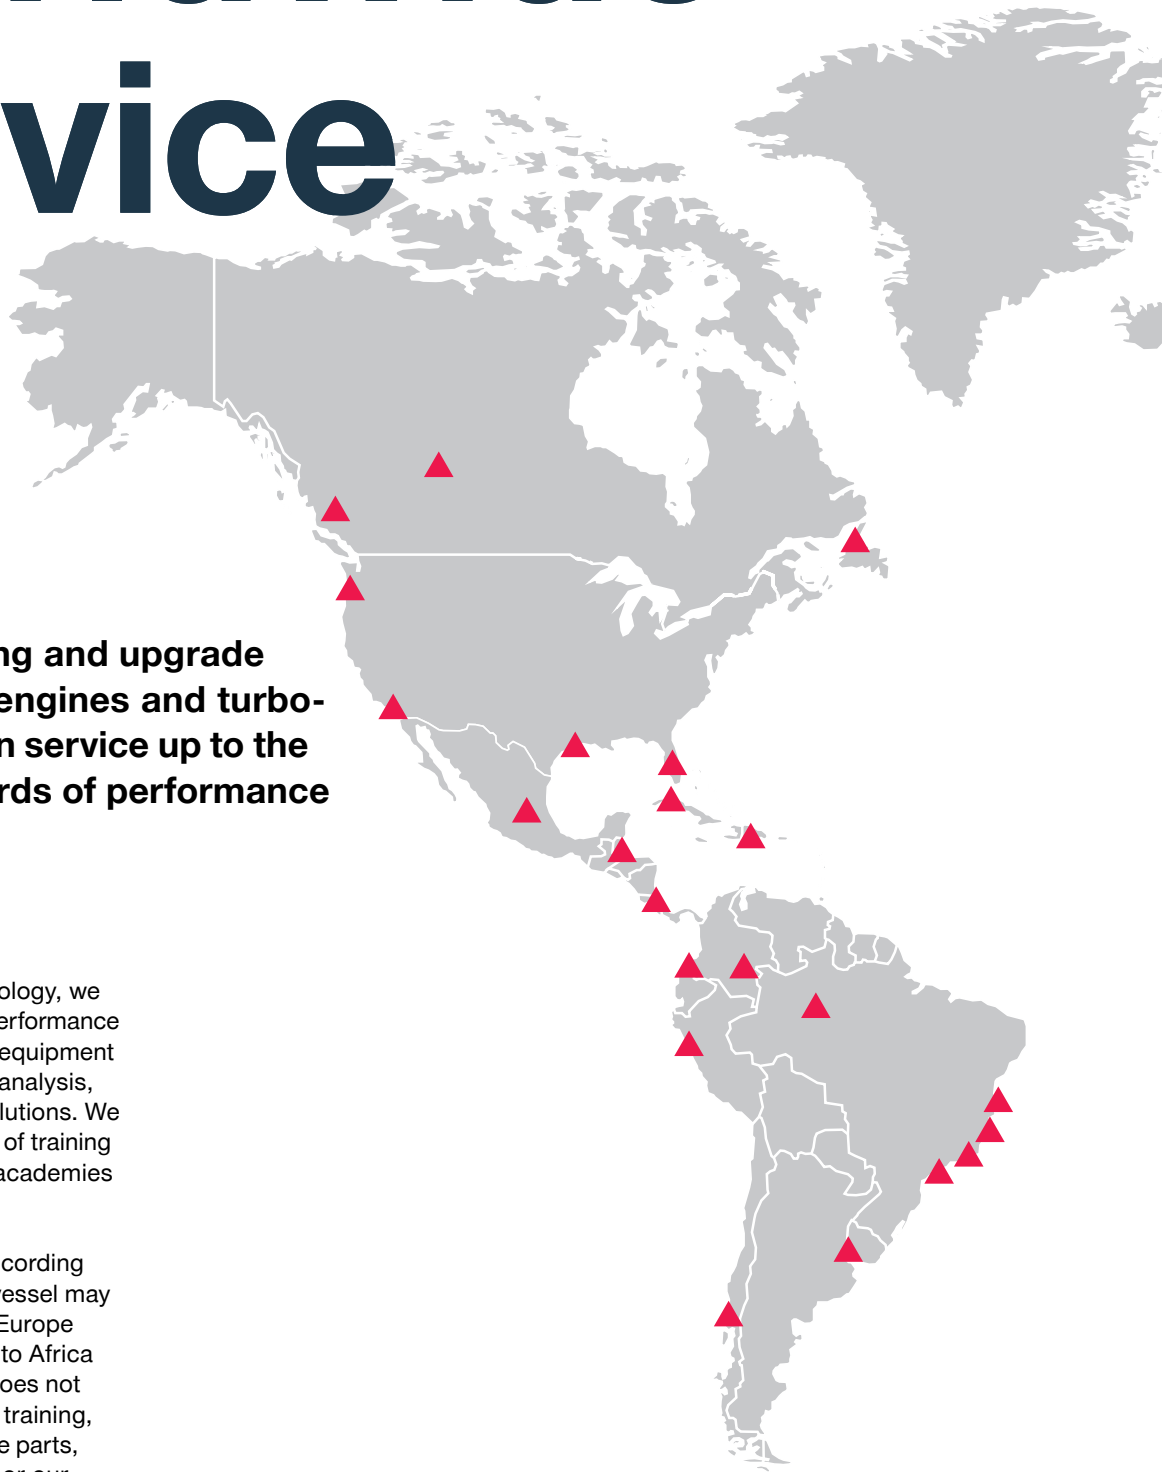 vice
ng and upgrade
engines and turbo-
n service up to the
rds of performance
ology, we
erformance
equipment
analysis,
lutions. We
of training
academies
cording
essel may
Europe
to Africa
oes not
training,
e parts,